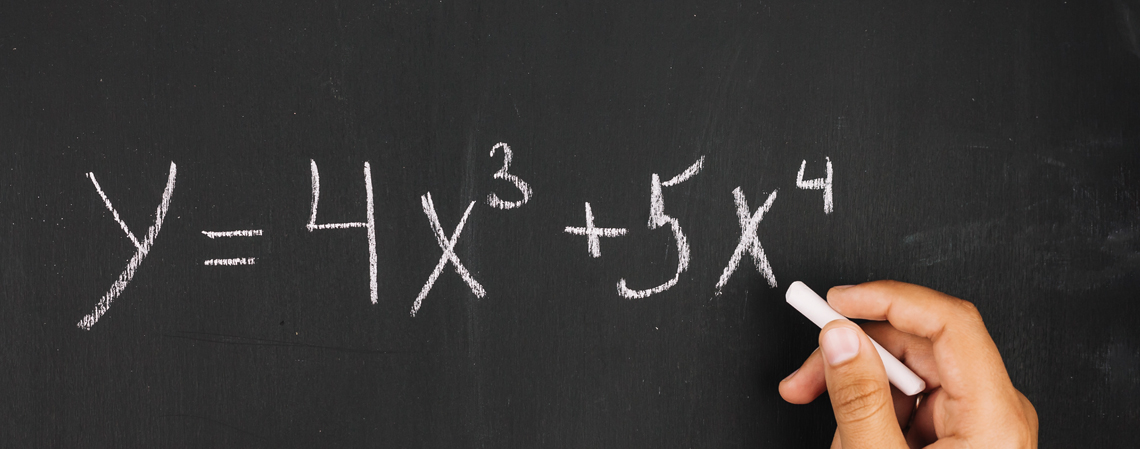 y = 4x³ + 5x⁴